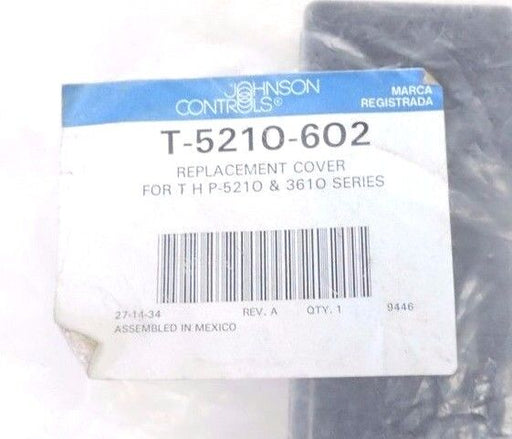 JOHNSON
CONTROLS®
MARCA
REGISTRADA
T-5210-602
REPLACEMENT COVER
FOR T H P-5210 & 3610 SERIES
27-14-34 REV. A QTY. 1 9446
ASSEMBLED IN MEXICO